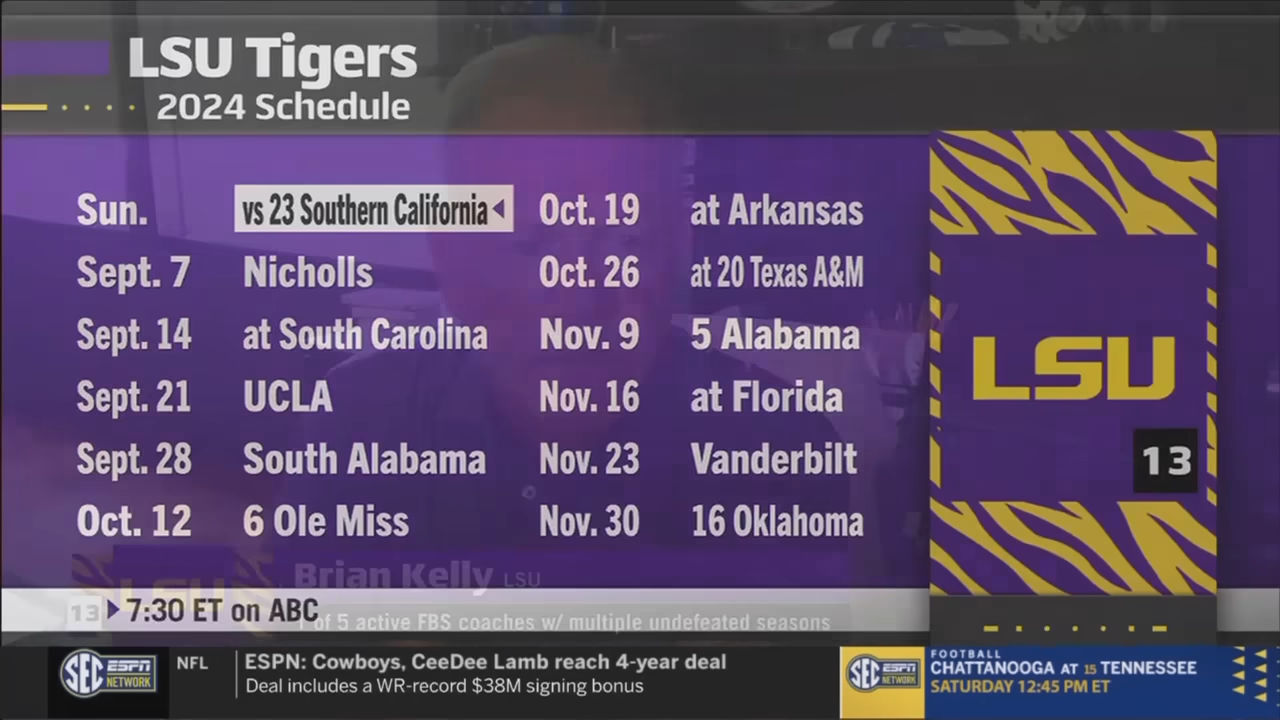 LSU Tigers
2024 Schedule
Sun. vs 23 Southern California
Sept. 7 Nicholls
Sept. 14 at South Carolina
Sept. 21 UCLA
Sept. 28 South Alabama
Oct. 12 6 Ole Miss
Oct. 19 at Arkansas
Oct. 26 at 20 Texas A&M
Nov. 9 5 Alabama
Nov. 16 at Florida
Nov. 23 Vanderbilt
Nov. 30 16 Oklahoma
LSU
13
LSU
Brian Kelly LSU
1 of 5 active FBS coaches w/ multiple undefeated seasons
13 7:30 ET on ABC
SEC ESPN NETWORK
NFL
ESPN: Cowboys, CeeDee Lamb reach 4-year deal
Deal includes a WR-record $38M signing bonus
SEC ESPN NETWORK
FOOTBALL
CHATTANOOGA AT 15 TENNESSEE
SATURDAY 12:45 PM ET